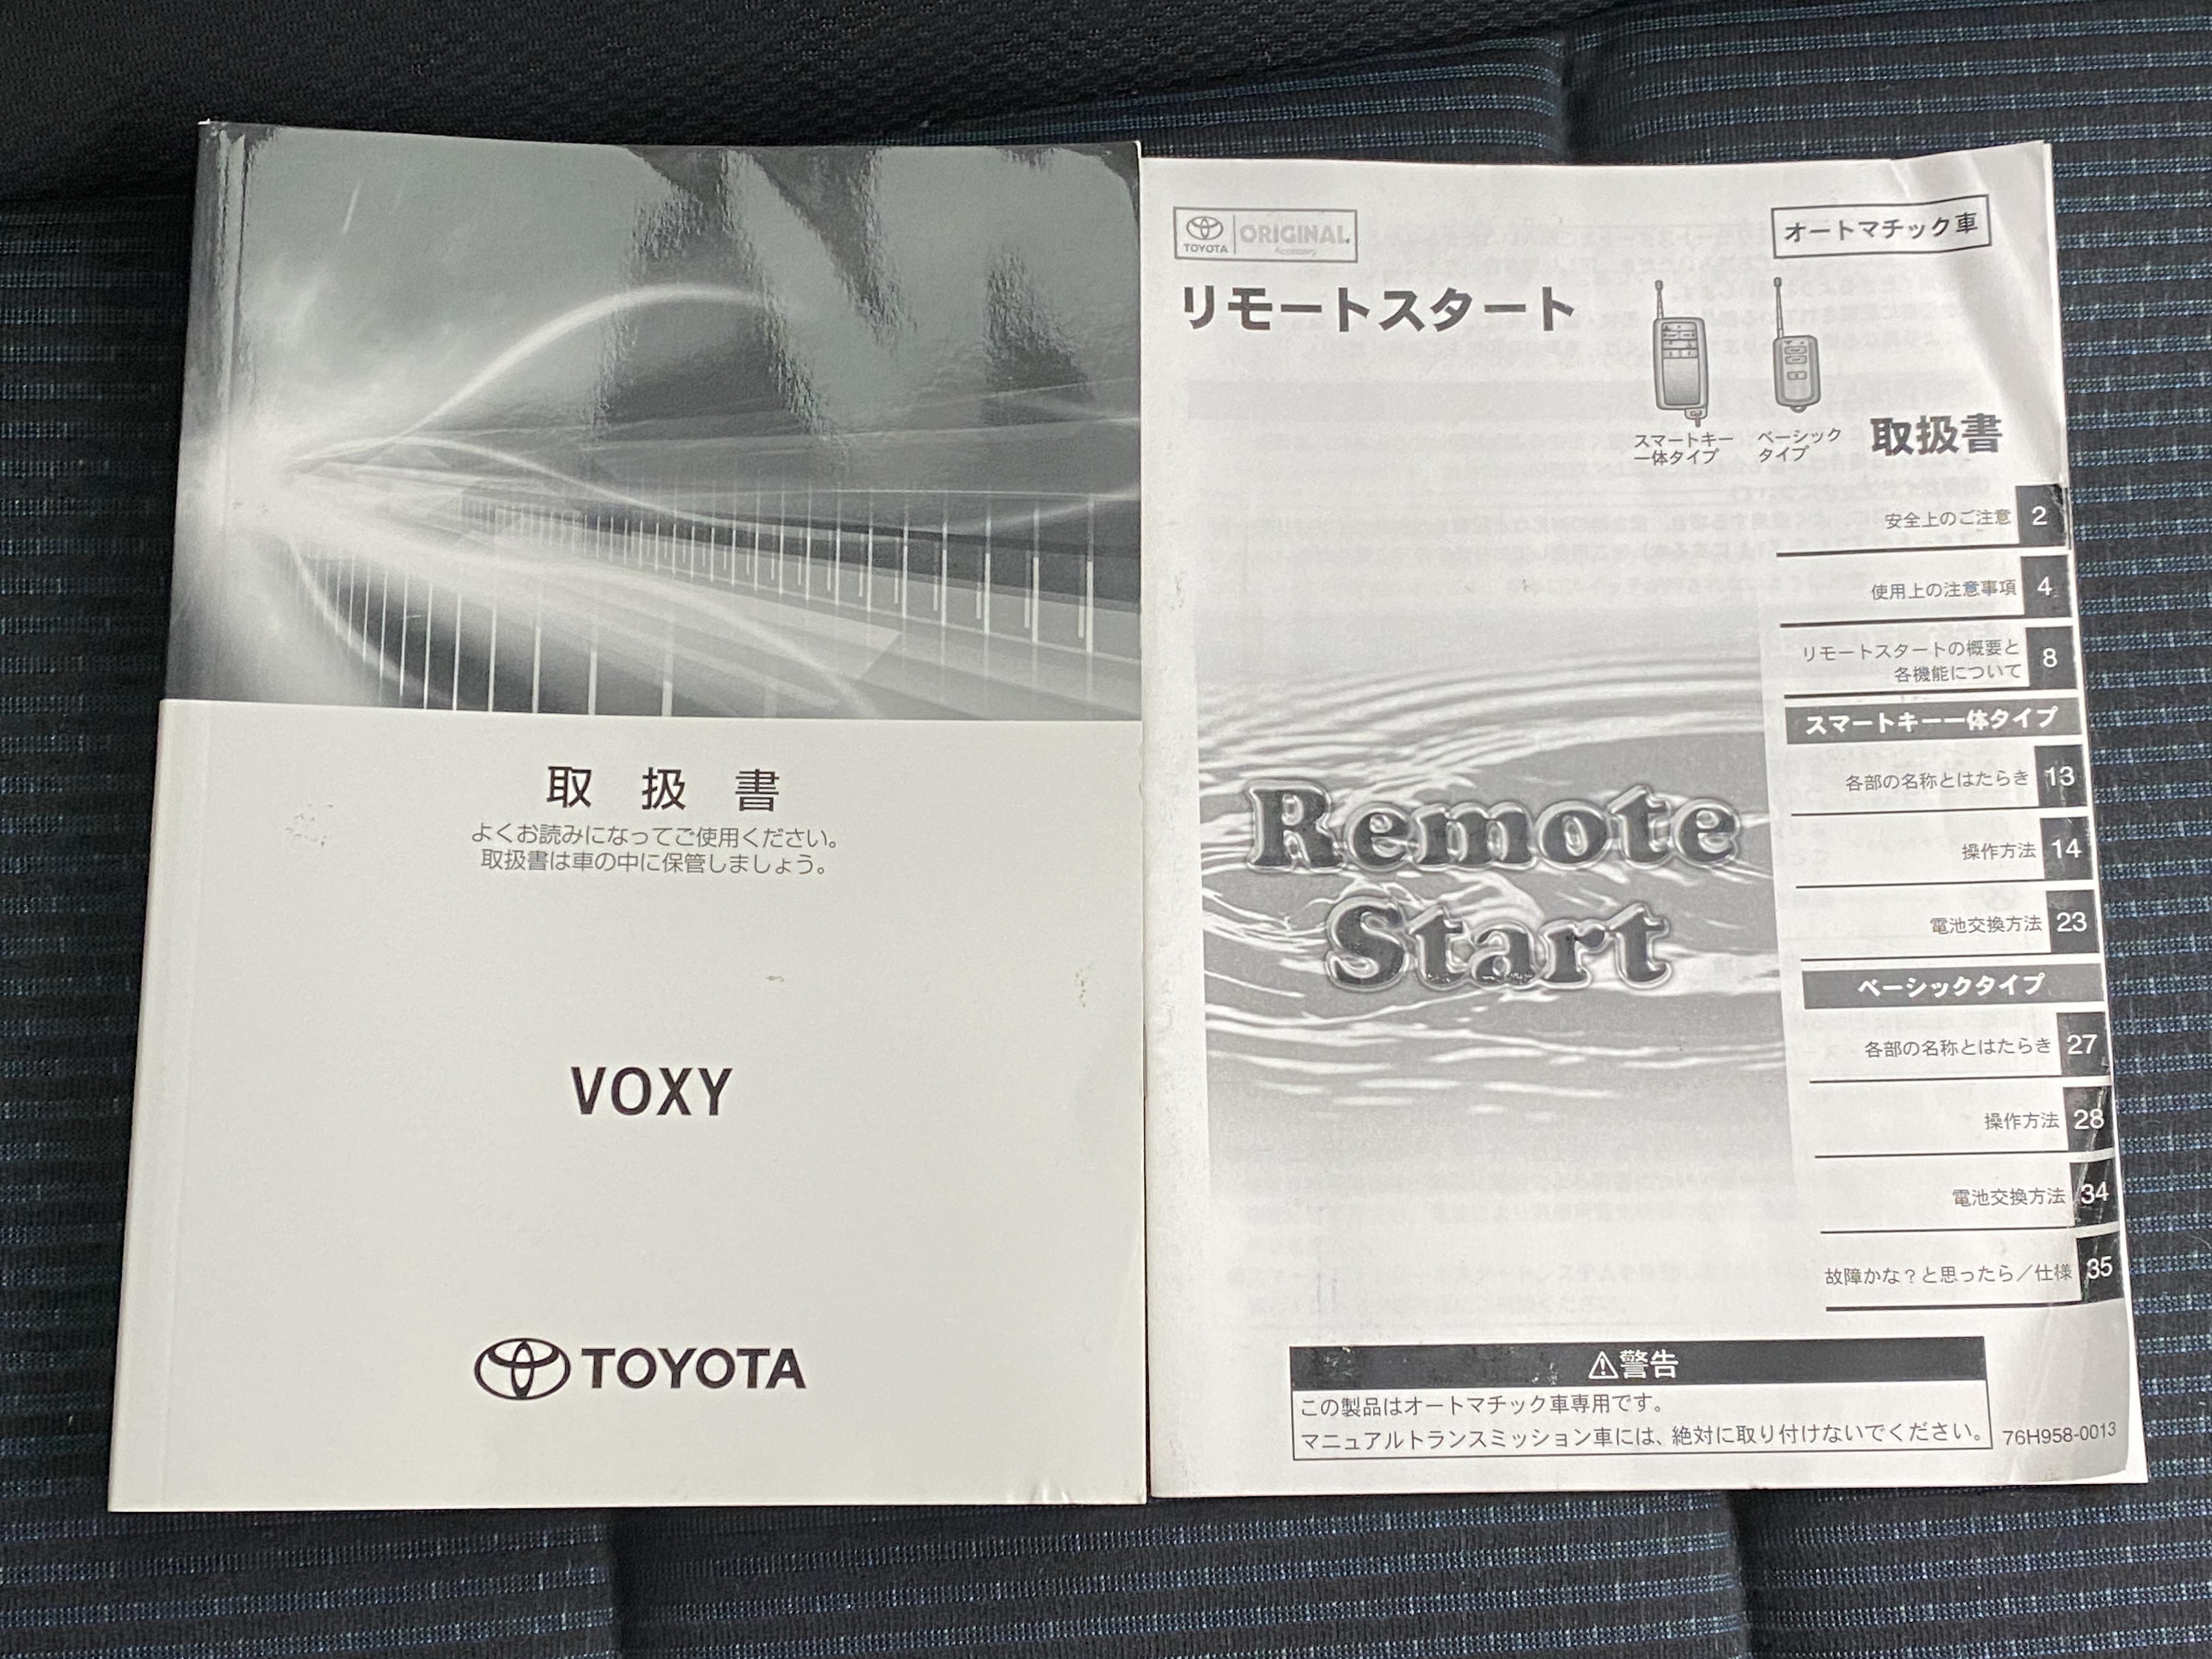 取扱書
よくお読みになってご使用ください。
取扱書は車の中に保管しましょう。
VOXY
TOYOTA
TOYOTA ORIGINAL Accessory
オートマチック車
リモートスタート
スマートキー
一体タイプ
ベーシック
タイプ
取扱書
安全上のご注意 2
使用上の注意事項 4
リモートスタートの概要と
各機能について 8
スマートキー一体タイプ
各部の名称とはたらき 13
操作方法 14
電池交換方法 23
ベーシックタイプ
各部の名称とはたらき 27
操作方法 28
電池交換方法 34
故障かな?と思ったら/仕様 35
Remote
Start
⚠警告
この製品はオートマチック車専用です。
マニュアルトランスミッション車には、絶対に取り付けないでください。
76H958-0013